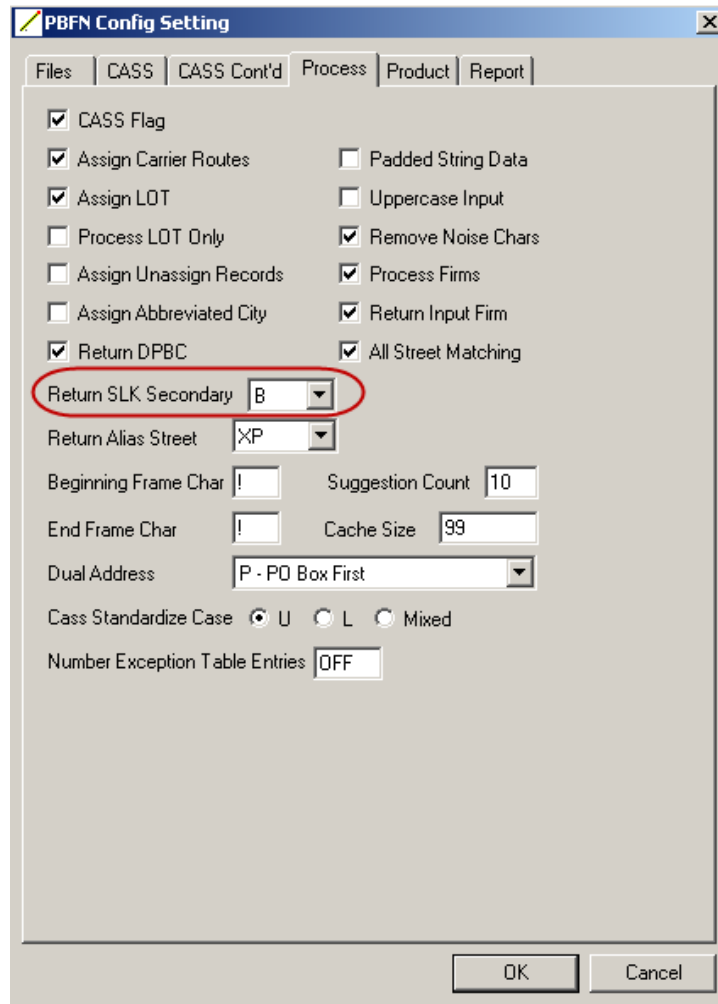 PBFN Config Setting
Files CASS CASS Cont'd Process Product Report
CASS Flag
Assign Carrier Routes Padded String Data
Assign LOT Uppercase Input
Process LOT Only Remove Noise Chars
Assign Unassign Records Process Firms
Assign Abbreviated City Return Input Firm
Return DPBC All Street Matching
Return SLK Secondary B
Return Alias Street XP
Beginning Frame Char ! Suggestion Count 10
End Frame Char ! Cache Size 99
Dual Address P - PO Box First
Cass Standardize Case U L Mixed
Number Exception Table Entries OFF
OK Cancel